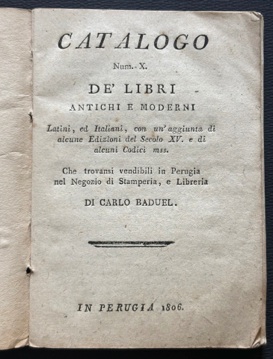 CATALOGO
Num. X.
DE' LIBRI
ANTICHI E MODERNI
Latini, ed Italiani, con un' aggiunta di
alcune Edizioni del Secolo XV. e di
alcuni Codici mss.
Che trovami vendibili in Perugia
nel Negozio di Stamperia, e Libreria
DI CARLO BADUEL.
IN PERUGIA 1806.